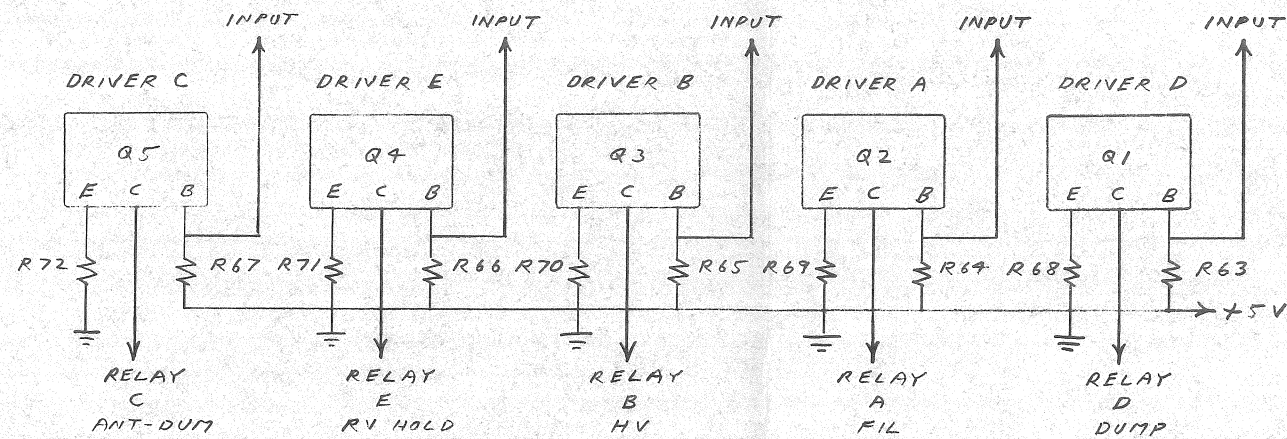 INPUT INPUT INPUT INPUT INPUT
DRIVER C DRIVER E DRIVER B DRIVER A DRIVER D
Q5 Q4 Q3 Q2 Q1
E C B E C B E C B E C B E C B
R72 R67 R71 R66 R70 R65 R69 R64 R68 R63
+5V
RELAY RELAY RELAY RELAY RELAY
C E B A D
ANT-DUM RV HOLD HV FIL DUMP